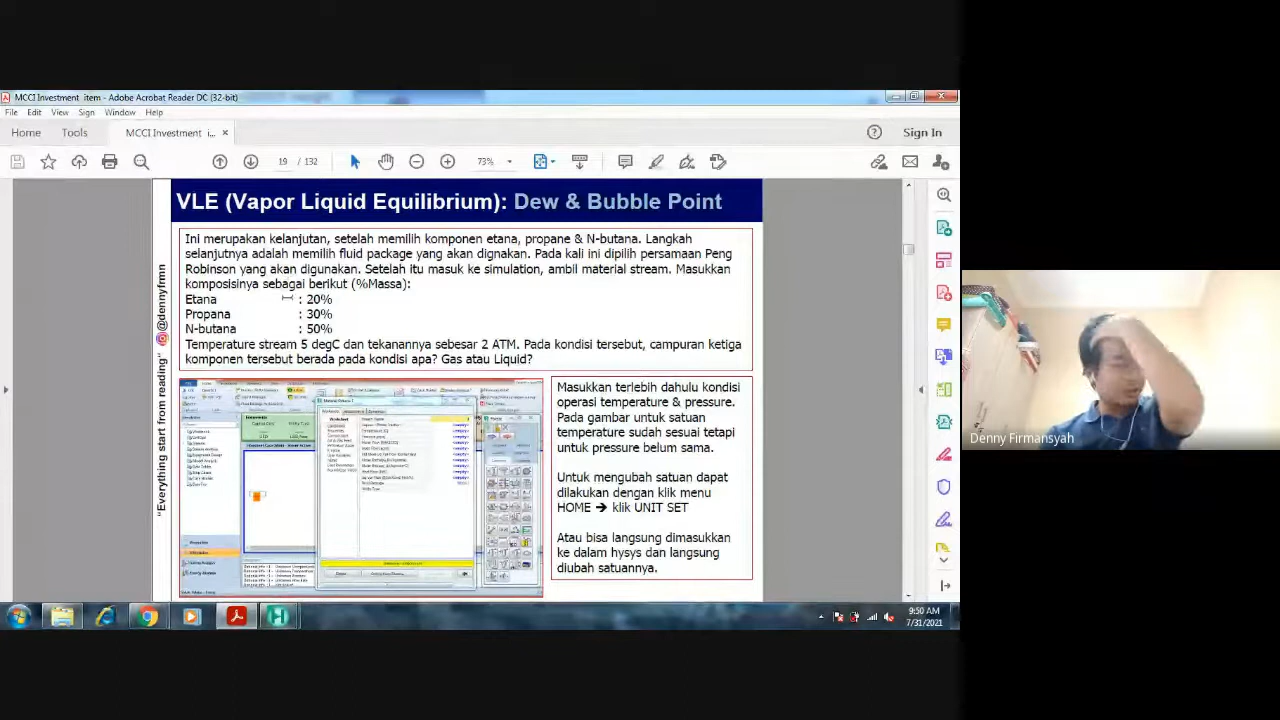 MCCI Investment item - Adobe Acrobat Reader DC (32-bit)
File Edit View Sign Window Help
Home Tools MCCI Investment i... × Sign In
19 / 132 73%
VLE (Vapor Liquid Equilibrium): Dew & Bubble Point
Ini merupakan kelanjutan, setelah memilih komponen etana, propane & N-butana. Langkah
selanjutnya adalah memilih fluid package yang akan dignakan. Pada kali ini dipilih persamaan Peng
Robinson yang akan digunakan. Setelah itu masuk ke simulation, ambil material stream. Masukkan
komposisinya sebagai berikut (%Massa):
Etana : 20%
Propana : 30%
N-butana : 50%
Temperature stream 5 degC dan tekanannya sebesar 2 ATM. Pada kondisi tersebut, campuran ketiga
komponen tersebut berada pada kondisi apa? Gas atau Liquid?
"Everything start from reading" @dennyfmn
Masukkan terlebih dahulu kondisi
operasi temperature & pressure.
Pada gambar untuk satuan
temperature sudah sesuai tetapi
untuk pressure belum sama.
Untuk mengubah satuan dapat
dilakukan dengan klik menu
HOME → klik UNIT SET
Atau bisa langsung dimasukkan
ke dalam hysys dan langsung
diubah satuannya.
Denny Firmansyah
9:50 AM
7/31/2021